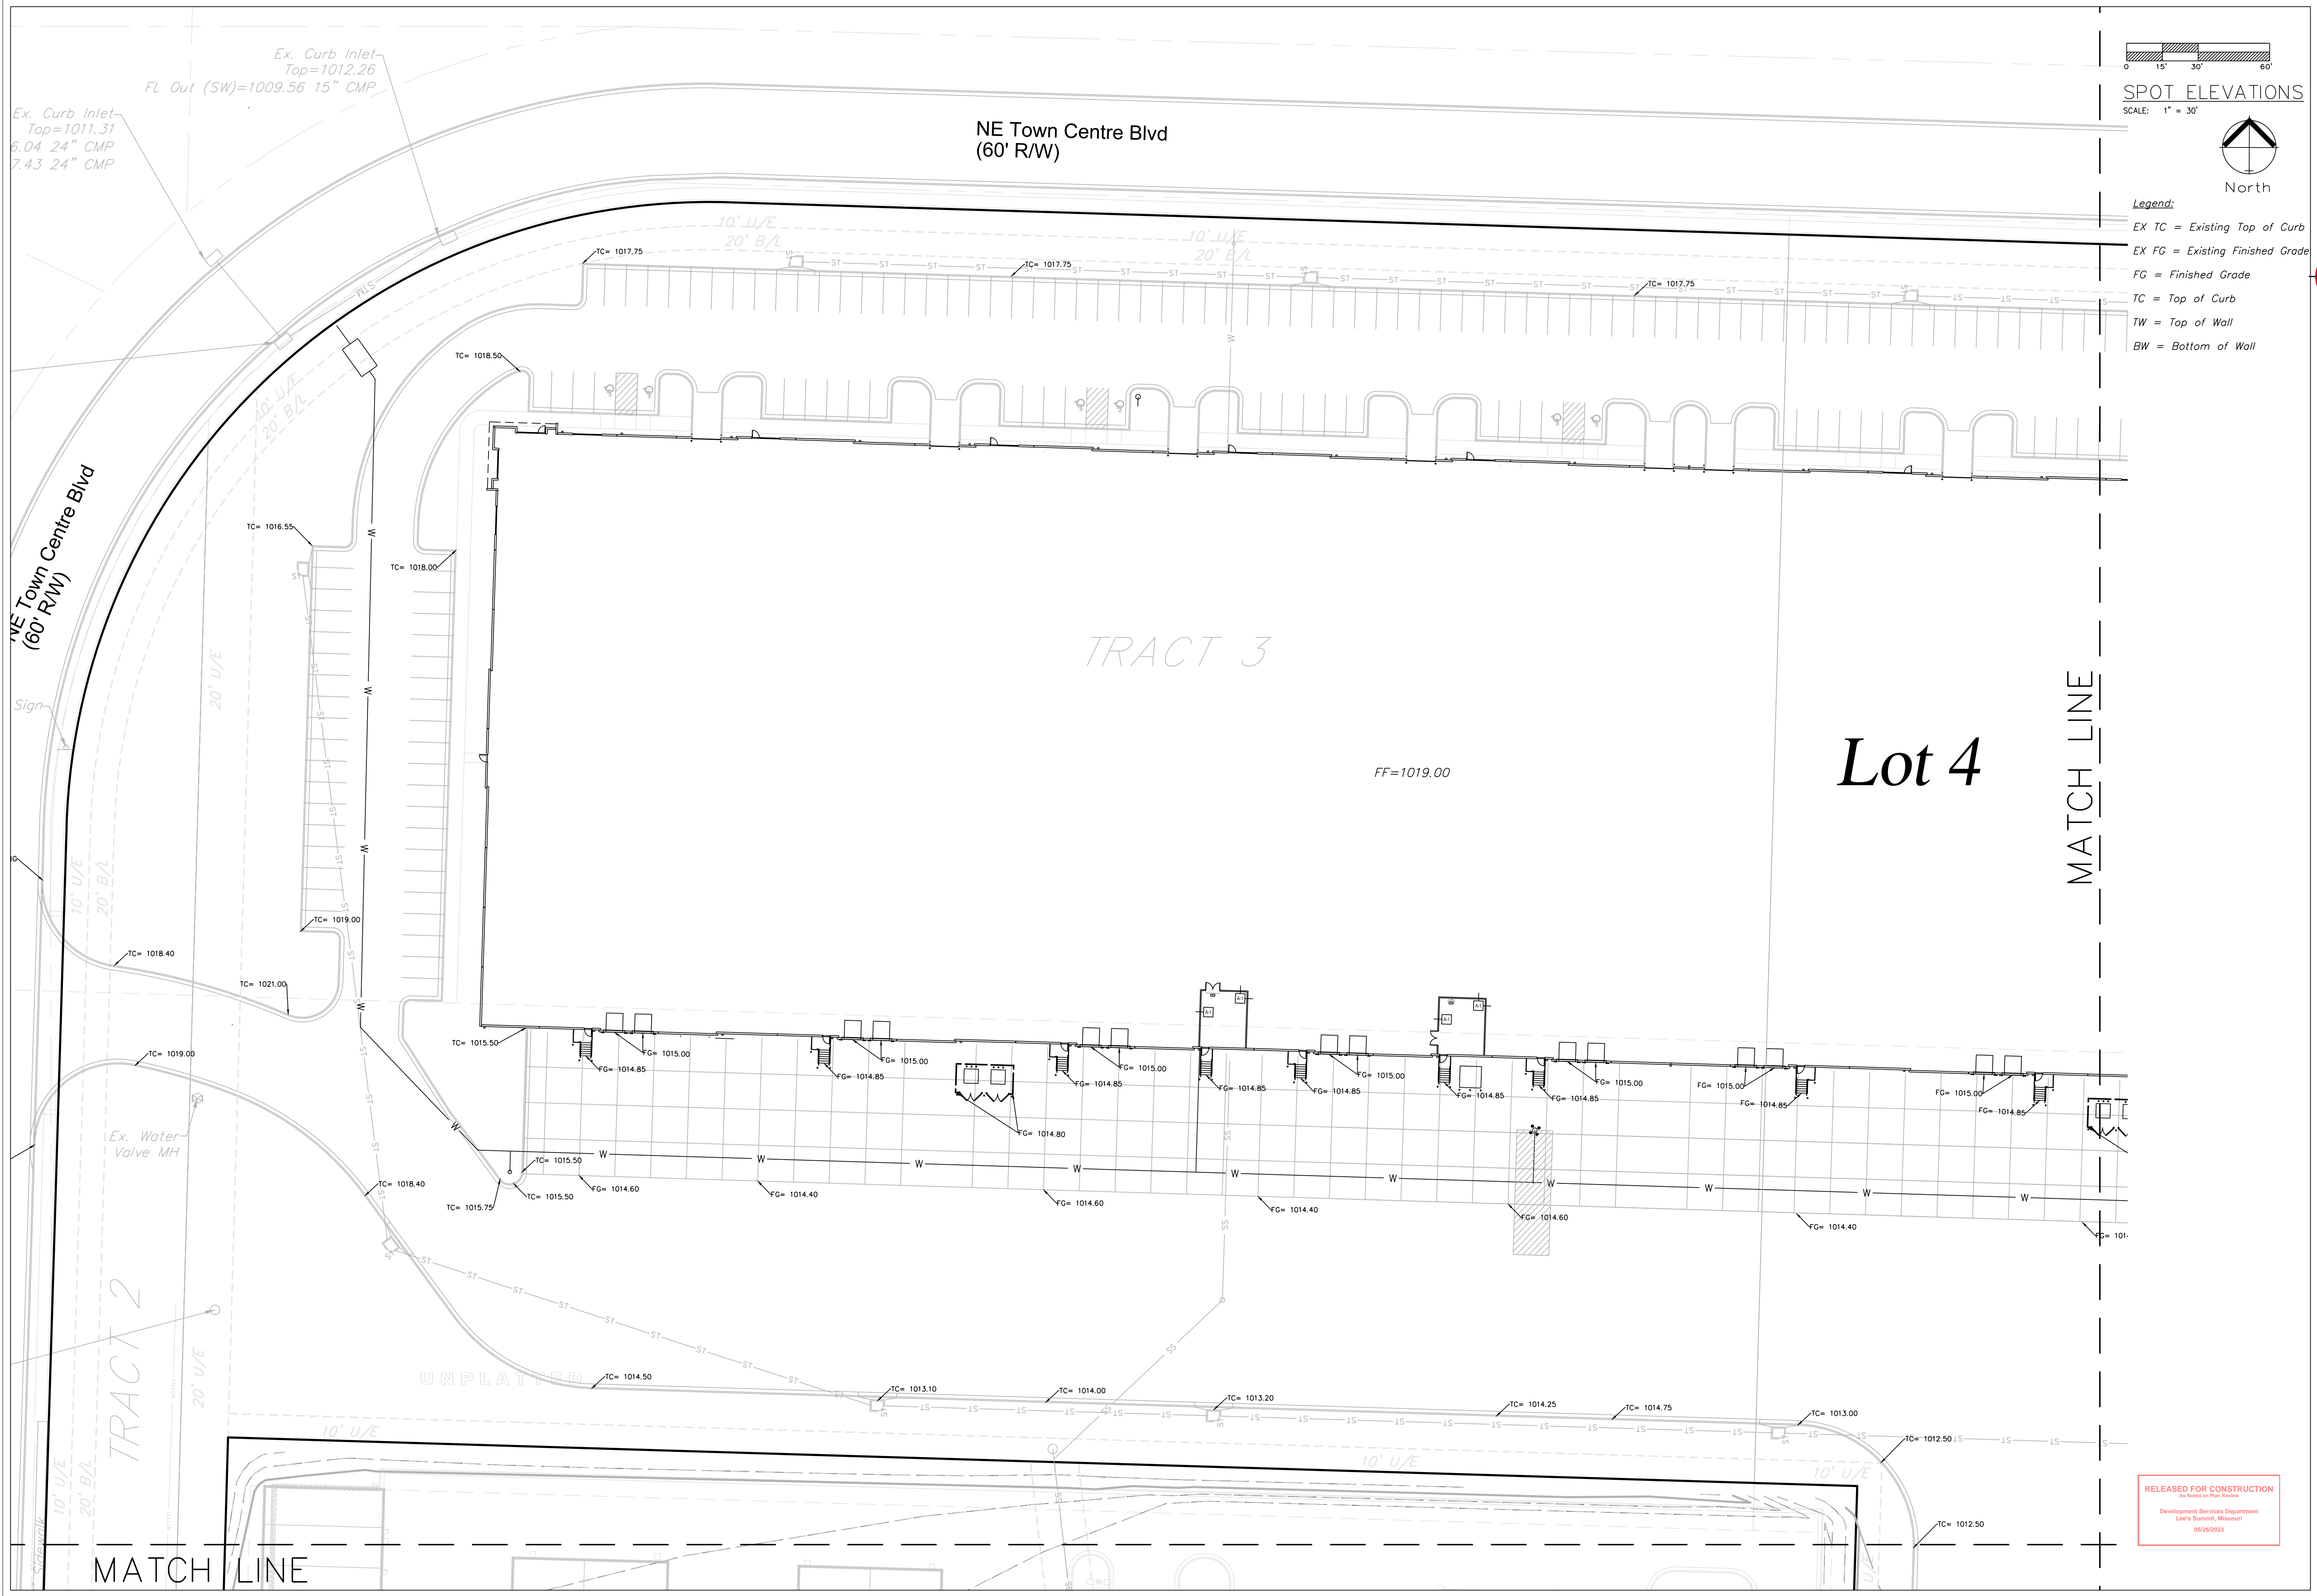 Ex. Curb Inlet
Top=1012.26
FL Out (SW)=1009.56 15" CMP
Ex. Curb Inlet
Top=1011.31
6.04 24" CMP
7.43 24" CMP
NE Town Centre Blvd
(60' R/W)
0 15' 30' 60'
SPOT ELEVATIONS
SCALE: 1" = 30'
North
Legend:
EX TC = Existing Top of Curb
EX FG = Existing Finished Grade
FG = Finished Grade
TC = Top of Curb
TW = Top of Wall
BW = Bottom of Wall
10' U/E
20' B/L
10' U/E
20' B/L
TC= 1017.75
TC= 1017.75
TC= 1017.75
STM
TC= 1018.50
10' U/E
20' B/L
NE Town Centre Blvd
(60' R/W)
TC= 1016.55
TC= 1018.00
20' U/E
TRACT 3
Sign
FF=1019.00
Lot 4
MATCH LINE
10' U/E
20' B/L
TC= 1019.00
TC= 1018.40
TC= 1021.00
A-1
A-1
A-1
A-1
TC= 1015.50
TC= 1019.00
FG= 1015.00
FG= 1015.00
FG= 1015.00
FG= 1015.00
FG= 1015.00
FG= 1015.00
FG= 1015.00
FG= 1014.85
FG= 1014.85
FG= 1014.85
FG= 1014.85
FG= 1014.85
FG= 1014.85
FG= 1014.85
FG= 1014.85
FG= 1014.85
FG= 1014.80
Ex. Water
Valve MH
TC= 1015.50
TC= 1018.40
TC= 1015.50
TC= 1015.75
FG= 1014.60
FG= 1014.40
FG= 1014.60
FG= 1014.40
FG= 1014.60
FG= 1014.40
FG= 101
TRACT 2
20' U/E
UNPLATTED
TC= 1014.50
TC= 1013.10
TC= 1014.00
TC= 1013.20
TC= 1014.25
TC= 1014.75
TC= 1013.00
TC= 1012.50
10' U/E
10' U/E
10' U/E
10' U/E
20' B/L
Sidewalk
TC= 1012.50
U/E
MATCH LINE
RELEASED FOR CONSTRUCTION
As Noted on Plan Review
Development Services Department
Lee's Summit, Missouri
05/26/2023